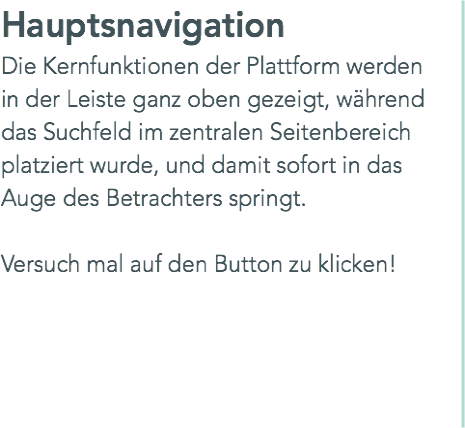 Hauptsnavigation
Die Kernfunktionen der Plattform werden
in der Leiste ganz oben gezeigt, während
das Suchfeld im zentralen Seitenbereich
platziert wurde, und damit sofort in das
Auge des Betrachters springt.
Versuch mal auf den Button zu klicken!